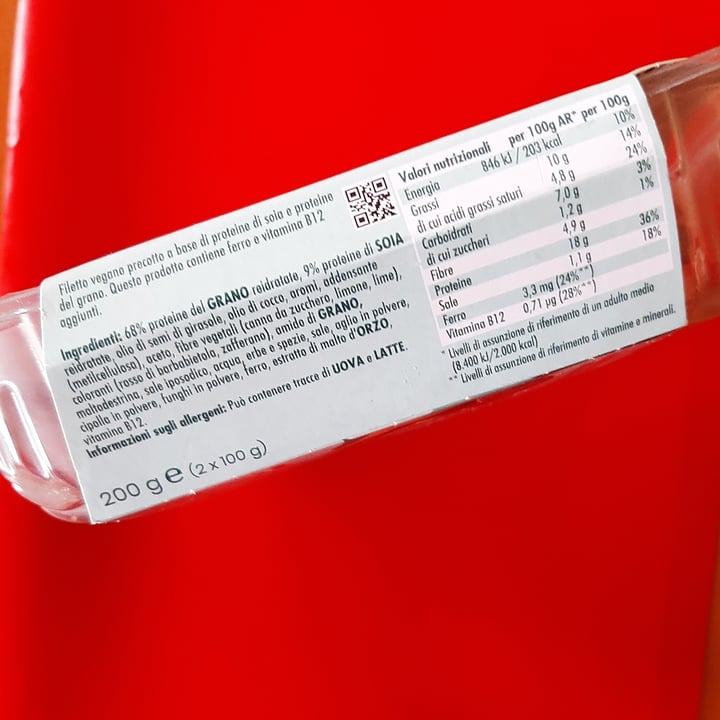 Filetto vegano precotto a base di proteine di soia e proteine
del grano. Questo prodotto contiene ferro e vitamina B12
aggiunti.
Ingredienti: 68% proteine del GRANO reidratate, 9% proteine di SOIA
reidratate, olio di semi di girasole, olio di cocco, aromi, addensante
(metilcellulosa), aceto, fibre vegetali (canna da zucchero, limone, lime),
coloranti (rosso di barbabietola, zafferano), amido di GRANO,
maltodestrina, sale iposodico, acqua, erbe e spezie, sale, aglio in polvere,
cipolla in polvere, funghi in polvere, ferro, estratto di malto d'ORZO,
vitamina B12.
Informazioni sugli allergeni: Può contenere tracce di UOVA e LATTE.
200 g e (2 x 100 g)
Valori nutrizionali per 100g AR* per 100g
Energia 846 kJ / 203 kcal 10%
Grassi 10 g 14%
di cui acidi grassi saturi 4,8 g 24%
Carboidrati 7,0 g 3%
di cui zuccheri 1,2 g 1%
Fibre 4,9 g
Proteine 18 g 36%
Sale 1,1 g 18%
Ferro 3,3 mg (24%**)
Vitamina B12 0,71 µg (28%**)
* Livelli di assunzione di riferimento di un adulto medio
(8.400 kJ/2.000 kcal)
** Livelli di assunzione di riferimento di vitamine e minerali.